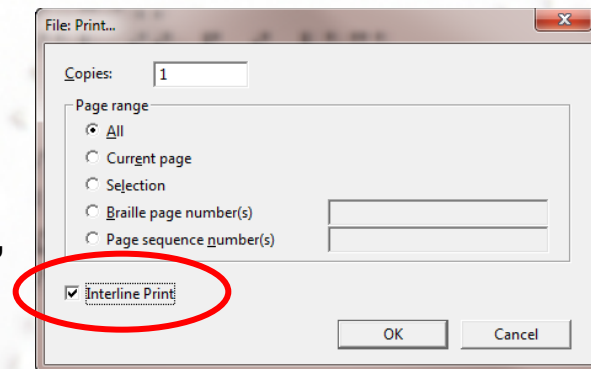 File: Print...
Copies: 1
Page range
All
Current page
Selection
Braille page number(s)
Page sequence number(s)
,
Interline Print
OK Cancel